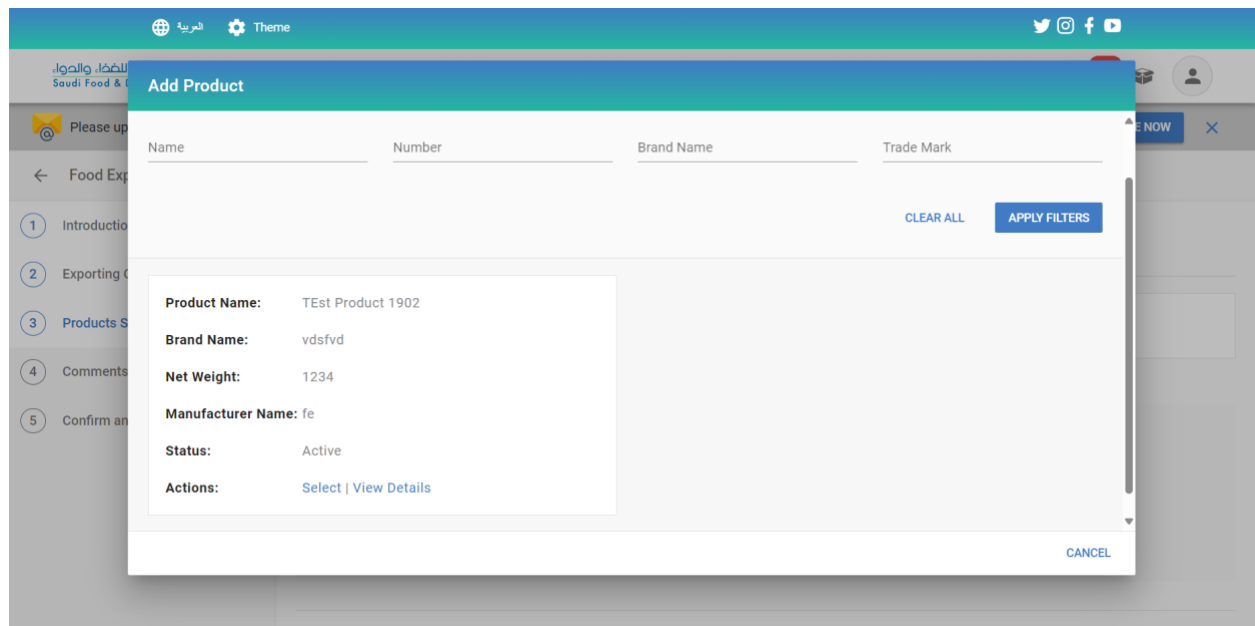 العربية Theme
للغذاء والدواء
Saudi Food & D
Add Product
Please up
E NOW
Name Number Brand Name Trade Mark
Food Exp
CLEAR ALL APPLY FILTERS
1 Introductio
2 Exporting
3 Products S
4 Comments
5 Confirm an
Product Name: TEst Product 1902
Brand Name: vdsfvd
Net Weight: 1234
Manufacturer Name: fe
Status: Active
Actions: Select | View Details
CANCEL